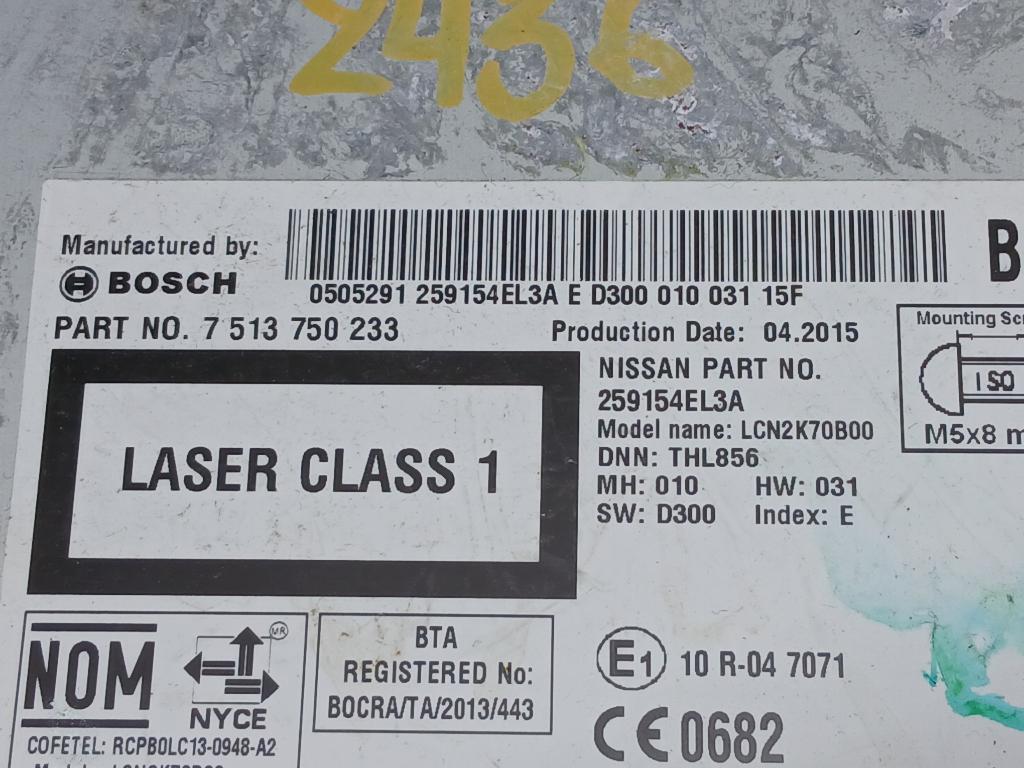 2436
Manufactured by:
BOSCH
0505291 259154EL3A E D300 010 031 15F
B
PART NO. 7 513 750 233
Production Date: 04.2015
Mounting
ISO
M5x8
LASER CLASS 1
NISSAN PART NO.
259154EL3A
Model name: LCN2K70B00
DNN: THL856
MH: 010 HW: 031
SW: D300 Index: E
NOM
MR
NYCE
COFETEL: RCPBOLC13-0948-A2
BTA
REGISTERED No:
BOCRA/TA/2013/443
E1 10 R-04 7071
CE 0682